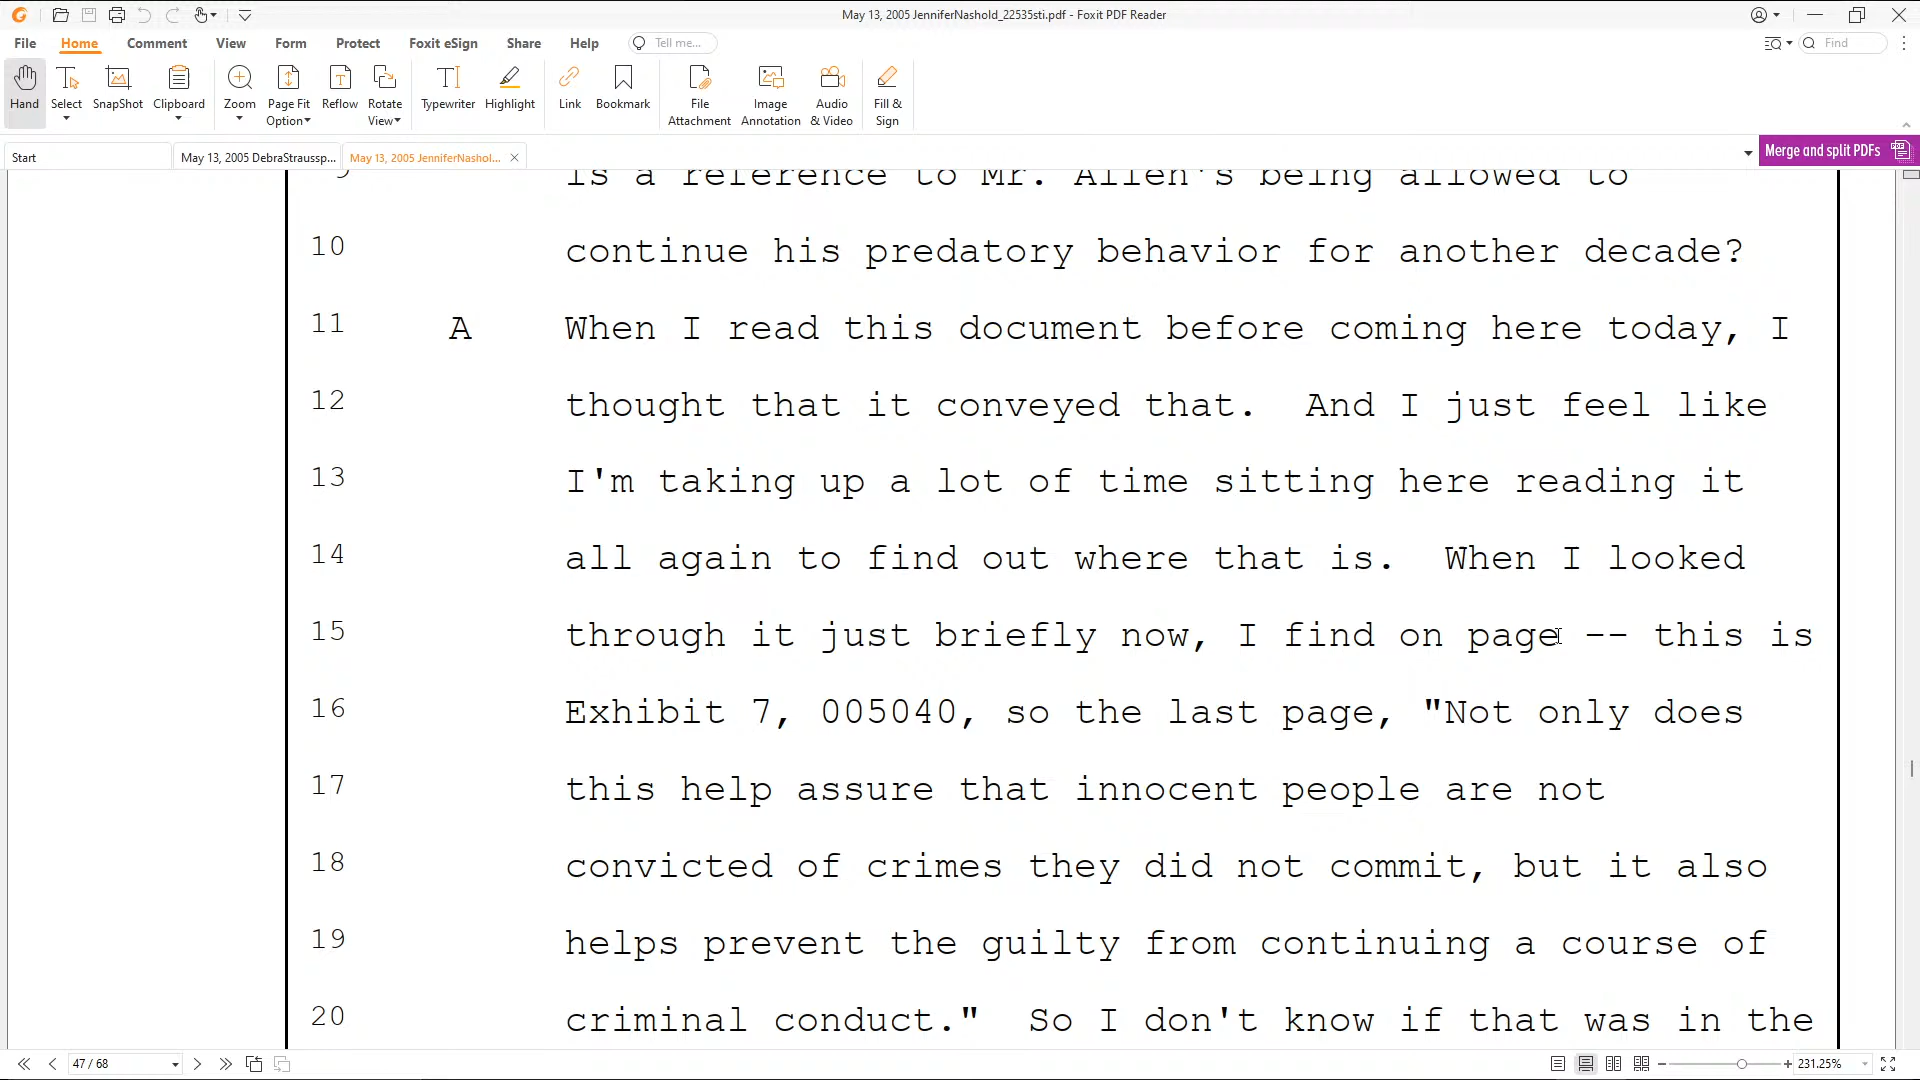 May 13, 2005 JenniferNashold_22535sti.pdf - Foxit PDF Reader
File Home Comment View Form Protect Foxit eSign Share Help Tell me... Find
Hand Select SnapShot Clipboard Zoom Page Fit Option Reflow Rotate View Typewriter Highlight Link Bookmark File Attachment Image Annotation Audio & Video Fill & Sign
Start May 13, 2005 DebraStraussp... May 13, 2005 JenniferNashol... Merge and split PDFs
9 is a reference to Mr. Allen's being allowed to
10 continue his predatory behavior for another decade?
11 A When I read this document before coming here today, I
12 thought that it conveyed that. And I just feel like
13 I'm taking up a lot of time sitting here reading it
14 all again to find out where that is. When I looked
15 through it just briefly now, I find on page -- this is
16 Exhibit 7, 005040, so the last page, "Not only does
17 this help assure that innocent people are not
18 convicted of crimes they did not commit, but it also
19 helps prevent the guilty from continuing a course of
20 criminal conduct." So I don't know if that was in the
47 / 68 231.25%